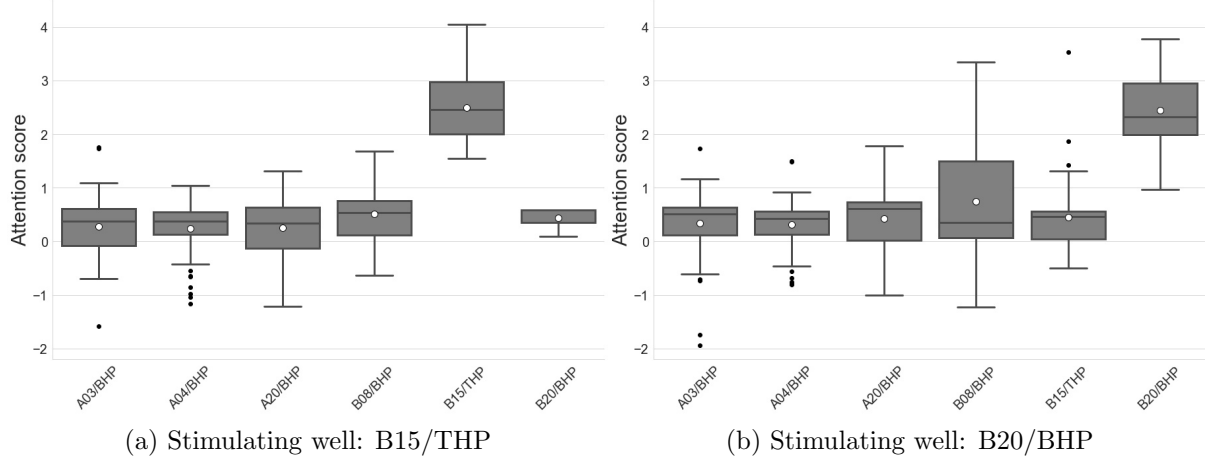 Attention score
4
3
2
1
0
−1
−2
A03/BHP
A04/BHP
A20/BHP
B08/BHP
B15/THP
B20/BHP
(a) Stimulating well: B15/THP
Attention score
4
3
2
1
0
−1
−2
A03/BHP
A04/BHP
A20/BHP
B08/BHP
B15/THP
B20/BHP
(b) Stimulating well: B20/BHP